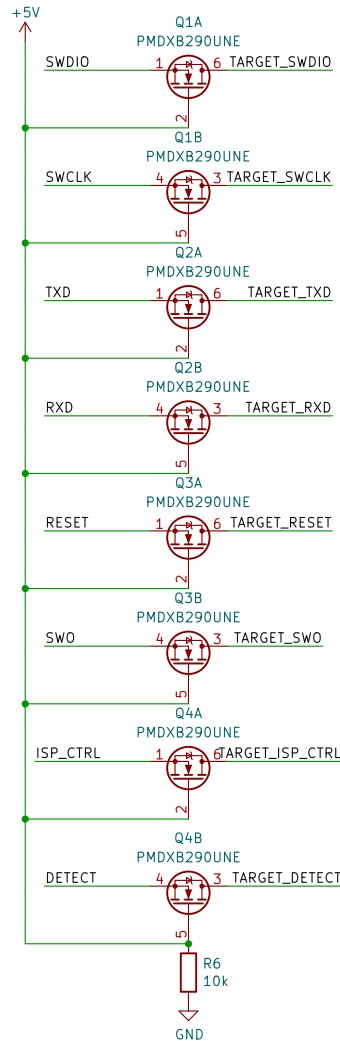 +5V
Q1A
PMDXB290UNE
SWDIO 1 6 TARGET_SWDIO
2
Q1B
PMDXB290UNE
SWCLK 4 3 TARGET_SWCLK
5
Q2A
PMDXB290UNE
TXD 1 6 TARGET_TXD
2
Q2B
PMDXB290UNE
RXD 4 3 TARGET_RXD
5
Q3A
PMDXB290UNE
RESET 1 6 TARGET_RESET
2
Q3B
PMDXB290UNE
SWO 4 3 TARGET_SWO
5
Q4A
PMDXB290UNE
ISP_CTRL 1 6 TARGET_ISP_CTRL
2
Q4B
PMDXB290UNE
DETECT 4 3 TARGET_DETECT
5
R6
10k
GND